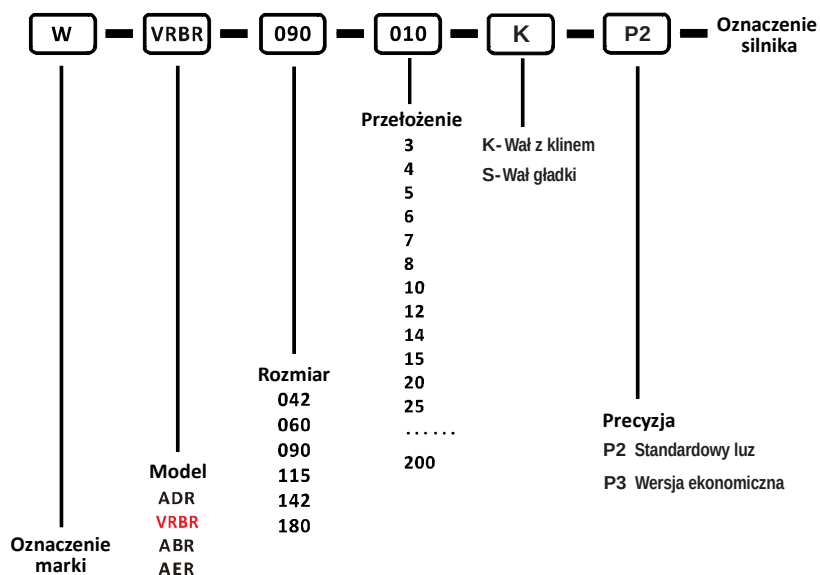 W
VRBR
090
010
K
P2
Oznaczenie
silnika
Przełożenie
3
4
5
6
7
8
10
12
14
15
20
25
......
200
K- Wał z klinem
S- Wał gładki
Rozmiar
042
060
090
115
142
180
Precyzja
P2 Standardowy luz
P3 Wersja ekonomiczna
Model
ADR
VRBR
ABR
AER
Oznaczenie
marki